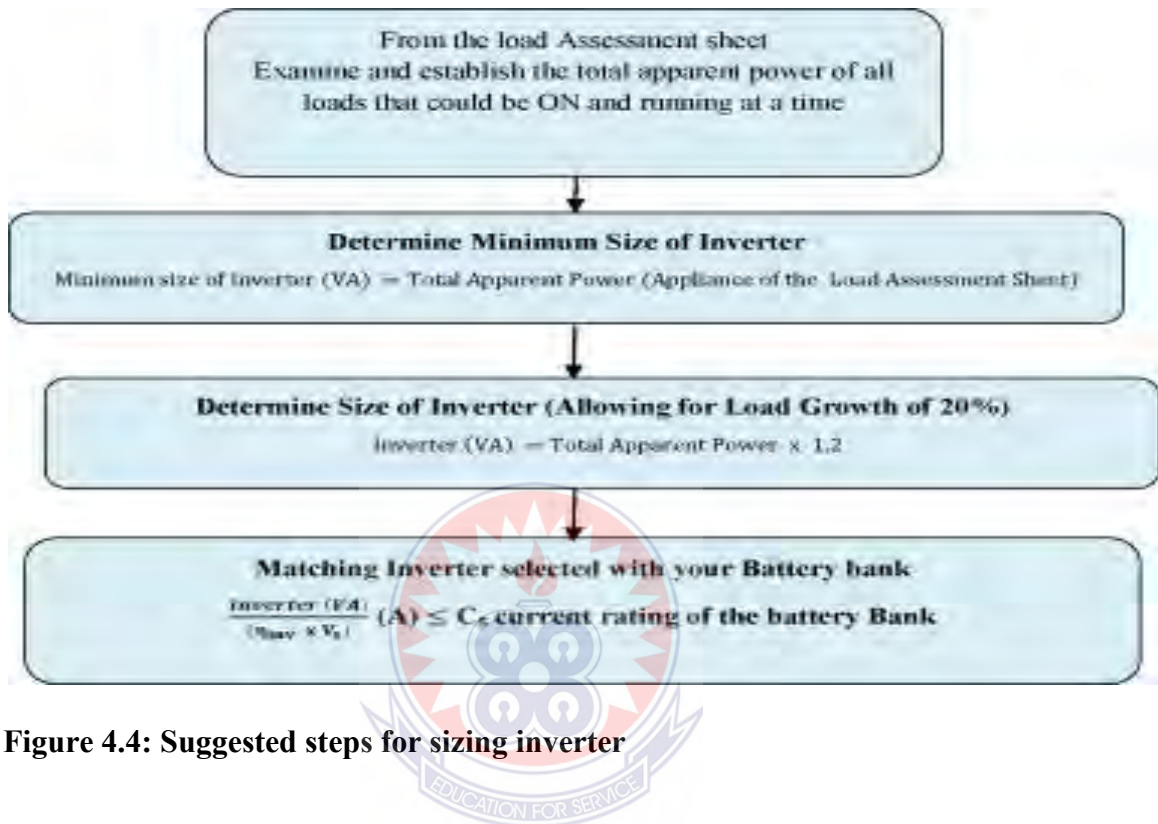 From the load Assessment sheet
Examine and establish the total apparent power of all
loads that could be ON and running at a time
Determine Minimum Size of Inverter
Minimum size of Inverter (VA) = Total Apparent Power (Appliance of the Load Assessment Sheet)
Determine Size of Inverter (Allowing for Load Growth of 20%)
Inverter (VA) = Total Apparent Power x 1.2
Matching Inverter selected with your Battery bank
Inverter (VA)
(A) ≤ current rating of the battery Bank
Figure 4.4: Suggested steps for sizing inverter
EDUCATION FOR SERVICE